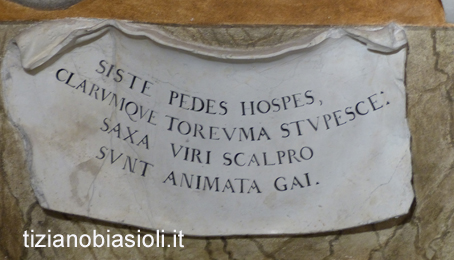 SISTE PEDES HOSPES,
CLARVMQVE TOREVMA STVPESCE:
SAXA VIRI SCALPRO
SVNT ANIMATA GAI.
tizianobiasioli.it